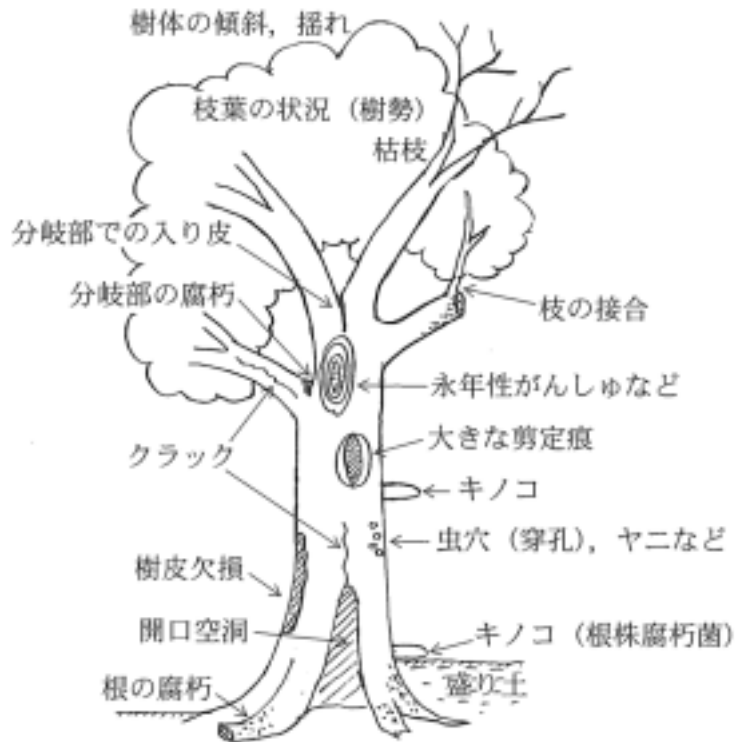 樹体の傾斜，揺れ
枝葉の状況（樹勢）
枯枝
分岐部での入り皮
分岐部の腐朽
枝の接合
永年性がんしゅなど
大きな剪定痕
クラック
キノコ
虫穴（穿孔），ヤニなど
樹皮欠損
開口空洞
キノコ（根株腐朽菌）
盛り土
根の腐朽